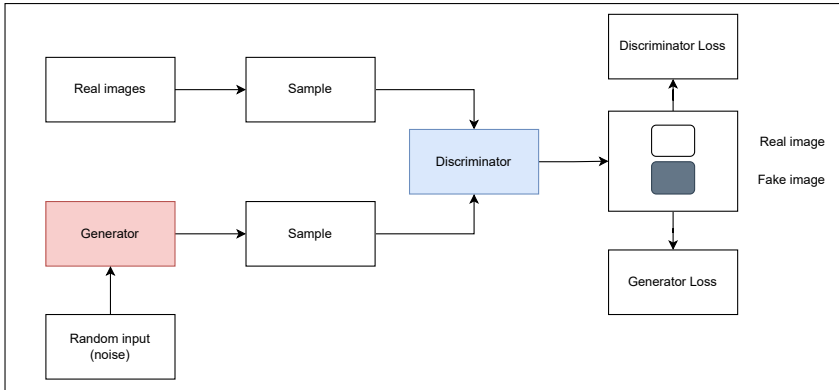 Discriminator Loss
Real images
Sample
Real image
Discriminator
Fake image
Generator
Sample
Generator Loss
Random input
(noise)